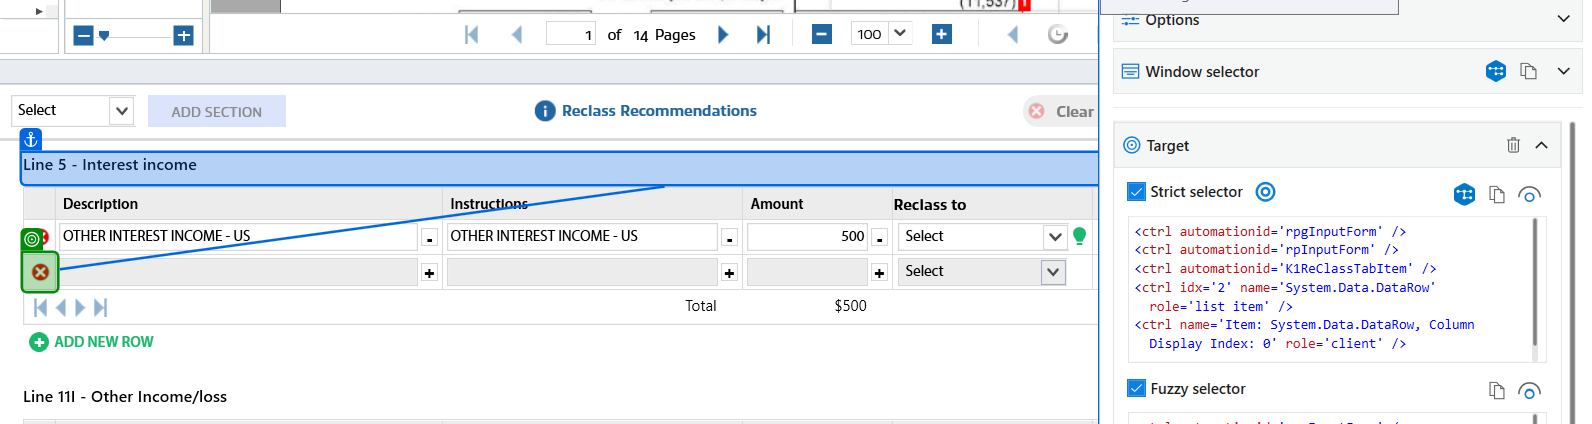 (11,537)
1 of 14 Pages
100
Options
Window selector
Select
ADD SECTION
Reclass Recommendations
Clear
Target
Line 5 - Interest income
Strict selector
Description Instructions Amount Reclass to
OTHER INTEREST INCOME - US OTHER INTEREST INCOME - US 500 Select
Select
Total $500
ADD NEW ROW
Line 11I - Other Income/loss
<ctrl automationid='rpgInputForm' />
<ctrl automationid='rpInputForm' />
<ctrl automationid='K1ReClassTabItem' />
<ctrl idx='2' name='System.Data.DataRow'
role='list item' />
<ctrl name='Item: System.Data.DataRow, Column
Display Index: 0' role='client' />
Fuzzy selector